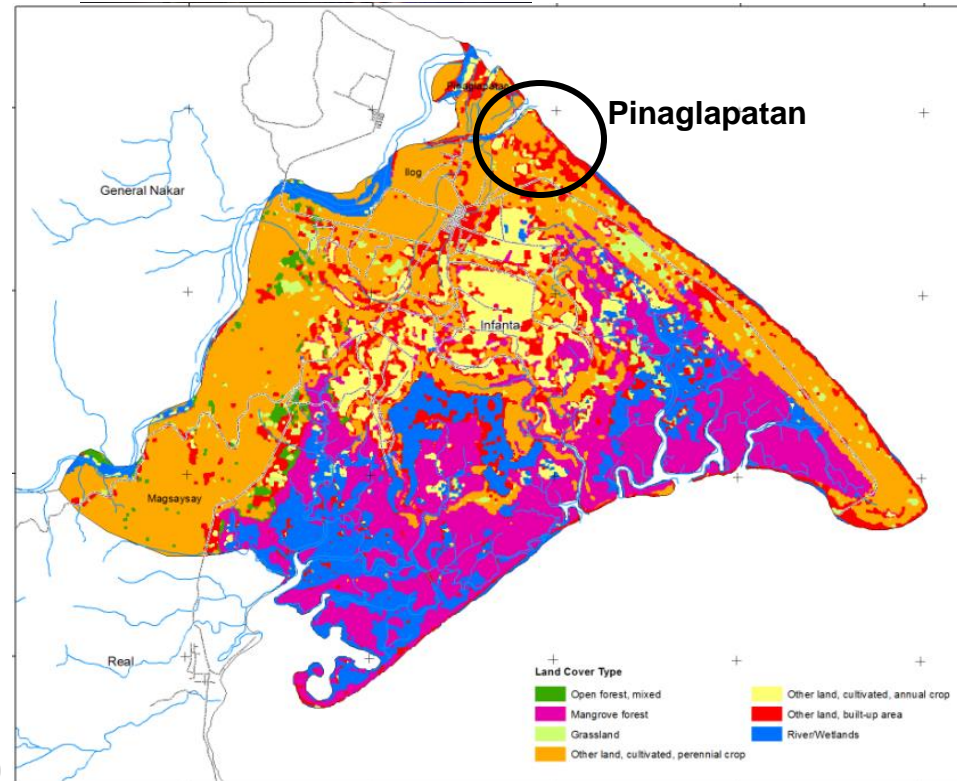 Pinaglapatan
Pinaglapatan
Ilog
General Nakar
Infanta
Magsaysay
Real
Land Cover Type
Open forest, mixed
Mangrove forest
Grassland
Other land, cultivated, perennial crop
Other land, cultivated, annual crop
Other land, built-up area
River/Wetlands